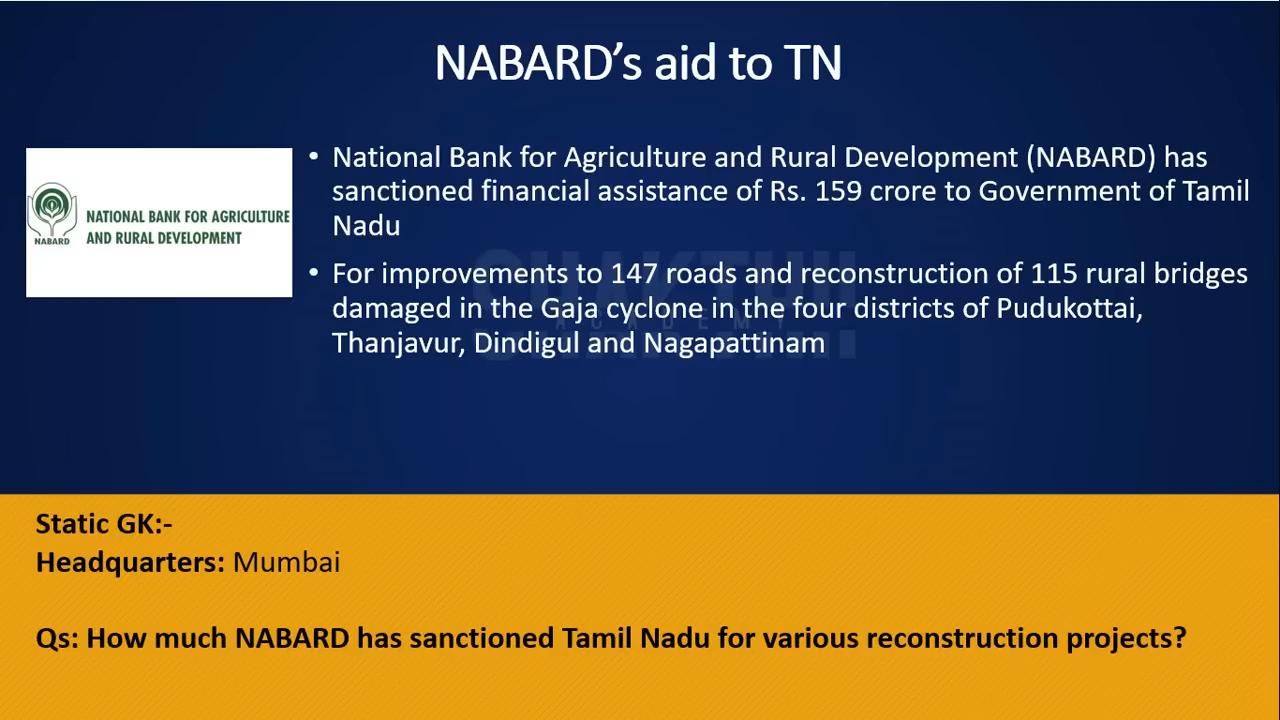 NABARD's aid to TN
NABARD
NATIONAL BANK FOR AGRICULTURE
AND RURAL DEVELOPMENT
• National Bank for Agriculture and Rural Development (NABARD) has
sanctioned financial assistance of Rs. 159 crore to Government of Tamil
Nadu
• For improvements to 147 roads and reconstruction of 115 rural bridges
damaged in the Gaja cyclone in the four districts of Pudukottai,
Thanjavur, Dindigul and Nagapattinam
ACADEMY
Static GK:-
Headquarters: Mumbai
Qs: How much NABARD has sanctioned Tamil Nadu for various reconstruction projects?